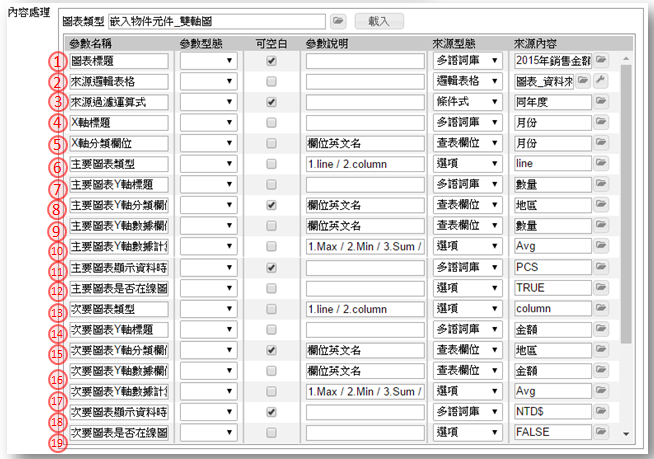 內容處理
圖表類型 嵌入物件元件_雙軸圖 載入
參數名稱 參數型態 可空白 參數說明 來源型態 來源內容
1 圖表標題 多語詞庫 2015年銷售金額
2 來源邏輯表格 邏輯表格 圖表_資料來
3 來源過濾運算式 條件式 同年度
4 X軸標題 多語詞庫 月份
5 X軸分類欄位 欄位英文名 查表欄位 月份
6 主要圖表類型 1.line / 2.column 選項 line
7 主要圖表Y軸標題 多語詞庫 數量
8 主要圖表Y軸分類欄 欄位英文名 查表欄位 地區
9 主要圖表Y軸數據欄 欄位英文名 查表欄位 數量
10 主要圖表Y軸數據計 1.Max / 2.Min / 3.Sum / 選項 Avg
11 主要圖表顯示資料時 多語詞庫 PCS
12 主要圖表是否在線圖 選項 TRUE
13 次要圖表類型 1.line / 2.column 選項 column
14 次要圖表Y軸標題 多語詞庫 金額
15 次要圖表Y軸分類欄 欄位英文名 查表欄位 地區
16 次要圖表Y軸數據欄 欄位英文名 查表欄位 金額
17 次要圖表Y軸數據計 1.Max / 2.Min / 3.Sum / 選項 Avg
18 次要圖表顯示資料時 多語詞庫 NTD$
19 次要圖表是否在線圖 選項 FALSE